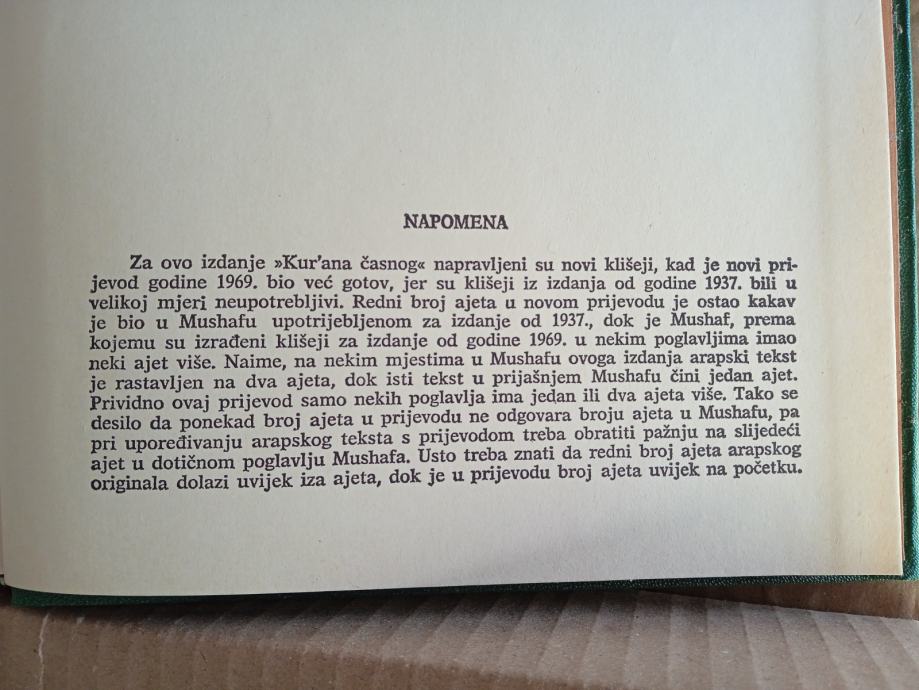 NAPOMENA
Za ovo izdanje »Kur'ana časnog« napravljeni su novi klišeji, kad je novi pri-
jevod godine 1969. bio već gotov, jer su klišeji iz izdanja od godine 1937. bili u
velikoj mjeri neupotrebljivi. Redni broj ajeta u novom prijevodu je ostao kakav
je bio u Mushafu upotrijebljenom za izdanje od 1937., dok je Mushaf, prema
kojemu su izrađeni klišeji za izdanje od godine 1969. u nekim poglavljima imao
neki ajet više. Naime, na nekim mjestima u Mushafu ovoga izdanja arapski tekst
je rastavljen na dva ajeta, dok isti tekst u prijašnjem Mushafu čini jedan ajet.
Prividno ovaj prijevod samo nekih poglavlja ima jedan ili dva ajeta više. Tako se
desilo da ponekad broj ajeta u prijevodu ne odgovara broju ajeta u Mushafu, pa
pri upoređivanju arapskog teksta s prijevodom treba obratiti pažnju na slijedeći
ajet u dotičnom poglavlju Mushafa. Usto treba znati da redni broj ajeta arapskog
originala dolazi uvijek iza ajeta, dok je u prijevodu broj ajeta uvijek na početku.